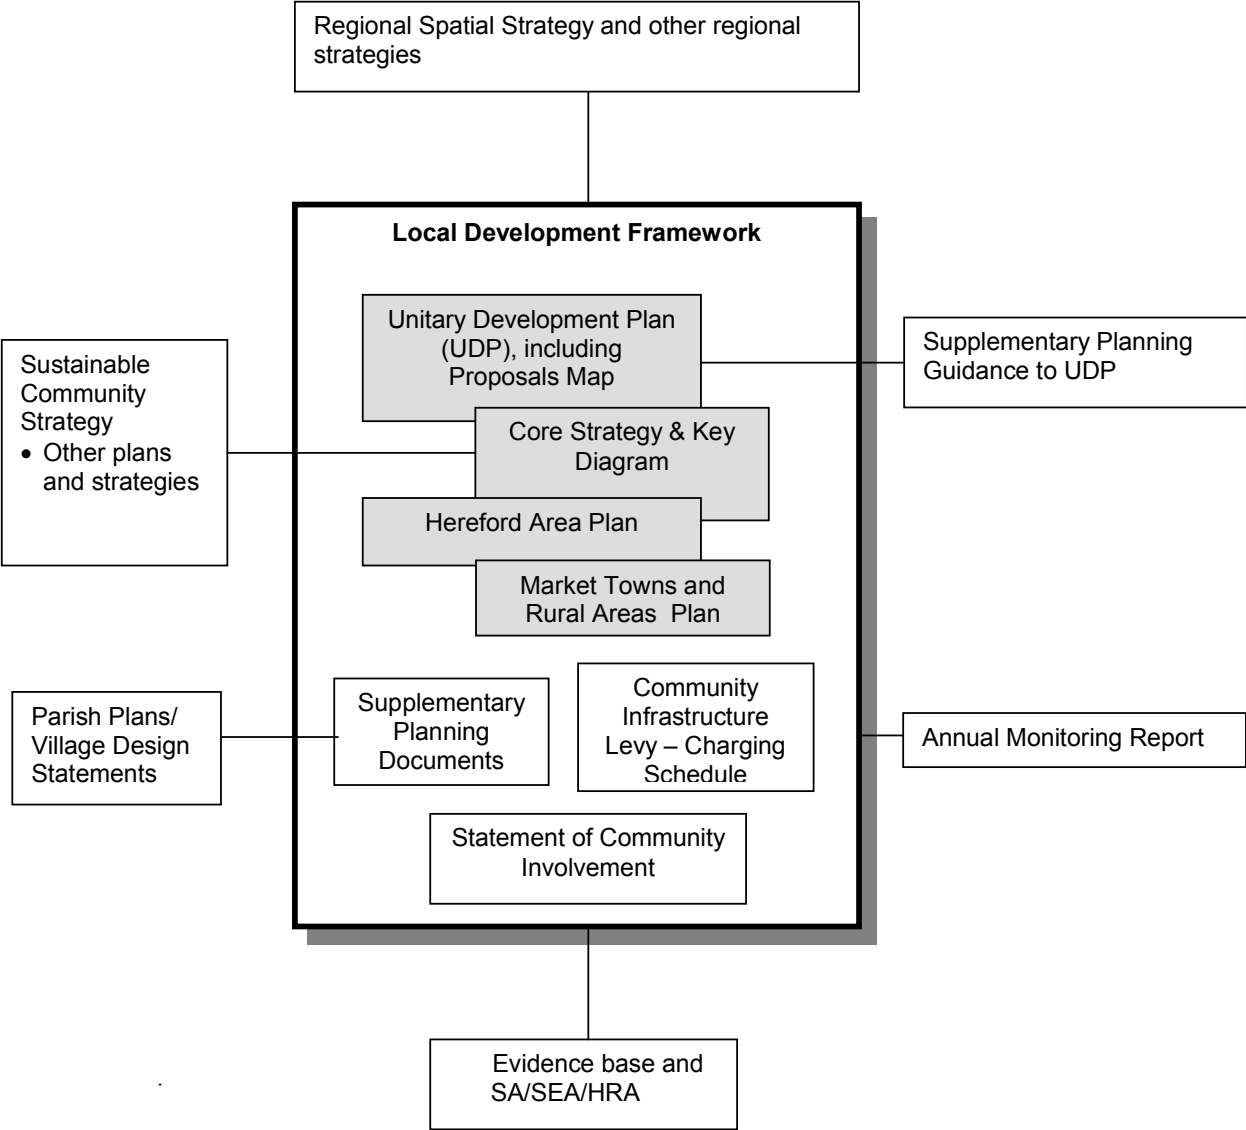 Regional Spatial Strategy and other regional
strategies
Local Development Framework
Unitary Development Plan
(UDP), including
Proposals Map
Supplementary Planning
Guidance to UDP
Sustainable
Community
Strategy
• Other plans
and strategies
Core Strategy & Key
Diagram
Hereford Area Plan
Market Towns and
Rural Areas Plan
Parish Plans/
Village Design
Statements
Supplementary
Planning
Documents
Community
Infrastructure
Levy – Charging
Schedule
Annual Monitoring Report
Statement of Community
Involvement
Evidence base and
SA/SEA/HRA